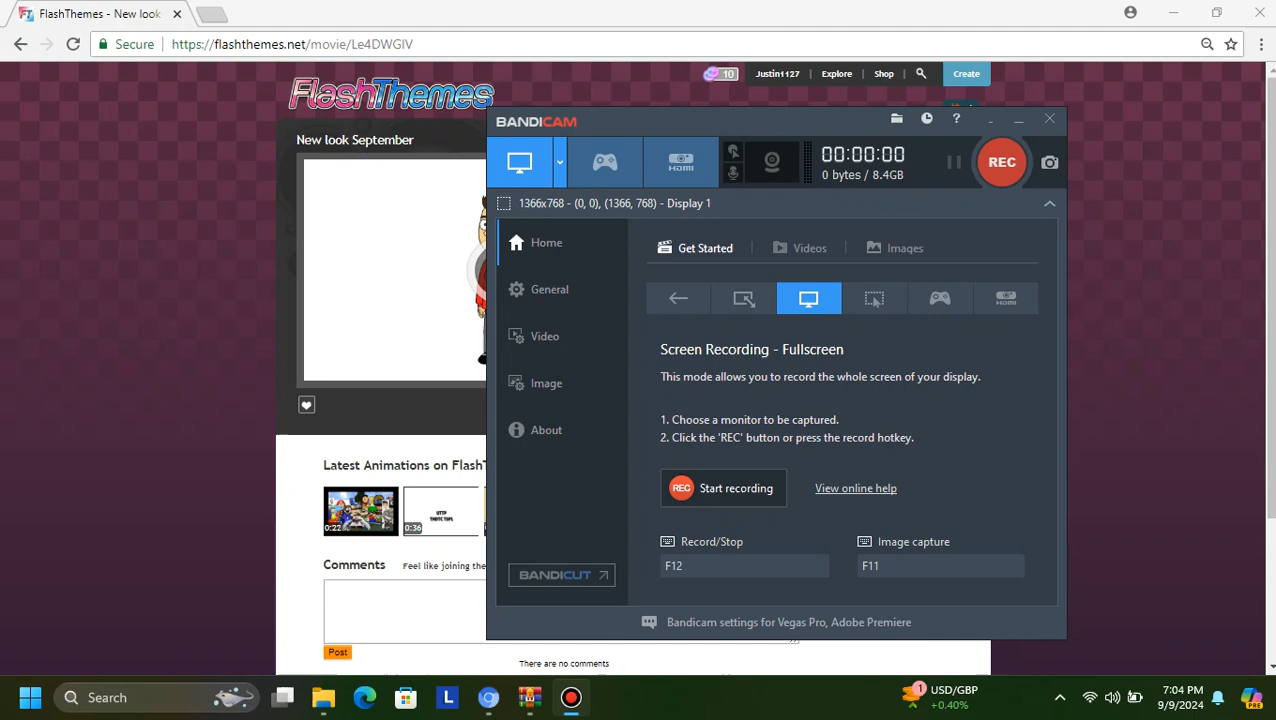 FlashThemes - New look
Secure
https://flashthemes.net/movie/Le4DWGIV
FlashThemes
10
Justin1127
Explore
Shop
Create
New look September
BANDICAM
HDMI
00:00:00
0 bytes / 8.4GB
REC
1366x768 - (0, 0), (1366, 768) - Display 1
Home
General
Video
Image
About
BANDICUT
Get Started
Videos
Images
HDMI
Screen Recording - Fullscreen
This mode allows you to record the whole screen of your display.
1. Choose a monitor to be captured.
2. Click the 'REC' button or press the record hotkey.
REC Start recording
View online help
Record/Stop
Image capture
F12
F11
Bandicam settings for Vegas Pro, Adobe Premiere
Latest Animations on Flash
0:22
0:36
Comments
Feel like joining the
Post
There are no comments
Search
L
1
USD/GBP
+0.40%
7:04 PM
9/9/2024
PRE